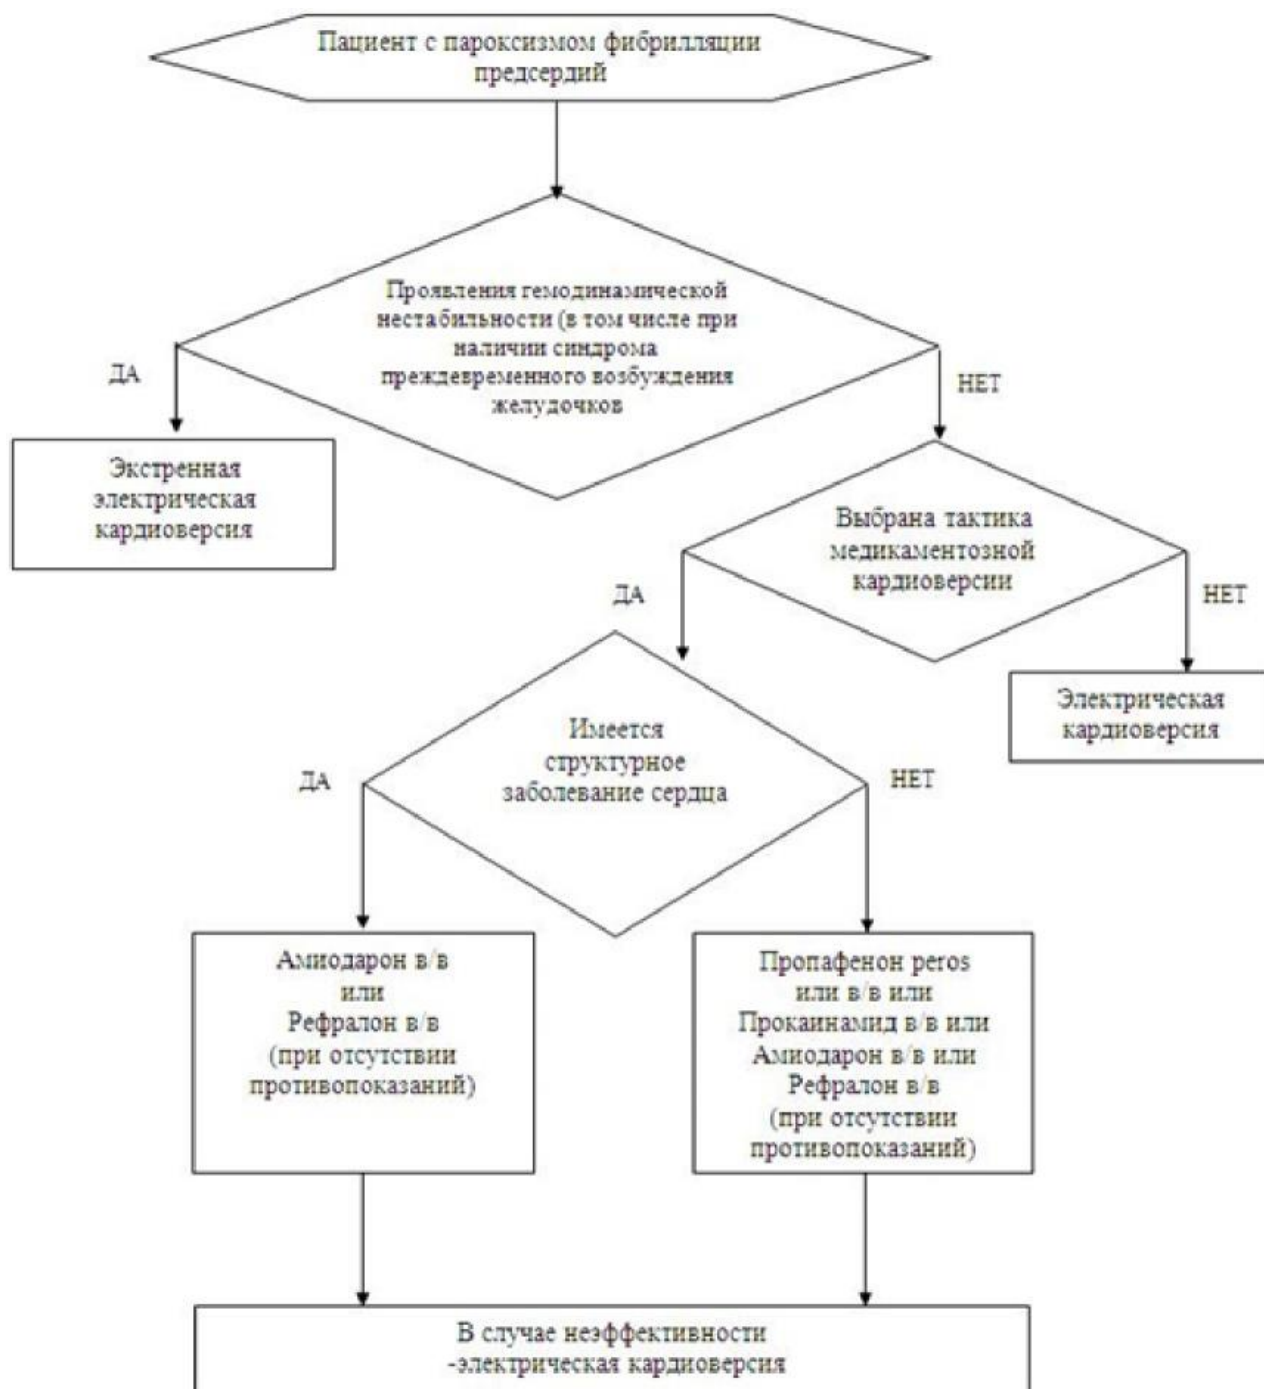 Пациент с пароксизмом фибрилляции
предсердий
Проявления гемодинамической
нестабильности (в том числе при
наличии синдрома
преждевременного возбуждения
желудочков
ДА
НЕТ
Экстренная
электрическая
кардиоверсия
Выбрана тактика
медикаментозной
кардиоверсии
ДА
НЕТ
Электрическая
кардиоверсия
Имеется
структурное
заболевание сердца
ДА
НЕТ
Амиодарон в/в
или
Рефралон в/в
(при отсутствии
противопоказаний)
Пропафенон peros
или в/в или
Прокаинамид в/в или
Амиодарон в/в или
Рефралон в/в
(при отсутствии
противопоказаний)
В случае неэффективности
-электрическая кардиоверсия